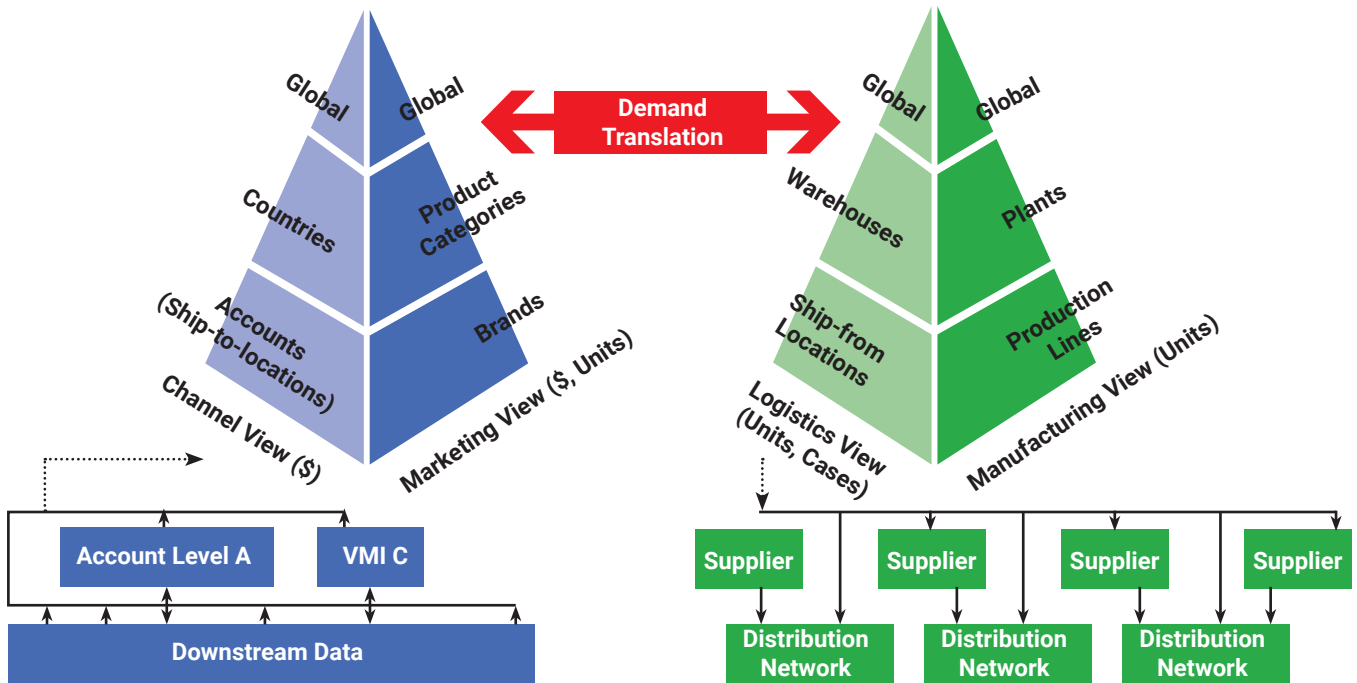 Global
Global
Countries
Product
Categories
Accounts
(Ship-to-locations)
Brands
Channel View ($)
Marketing View ($, Units)
Demand
Translation
Global
Global
Warehouses
Plants
Ship-from
Locations
Production
Lines
Logistics View
(Units, Cases)
Manufacturing View (Units)
Account Level A
VMI C
Downstream Data
Supplier
Supplier
Supplier
Supplier
Distribution
Network
Distribution
Network
Distribution
Network